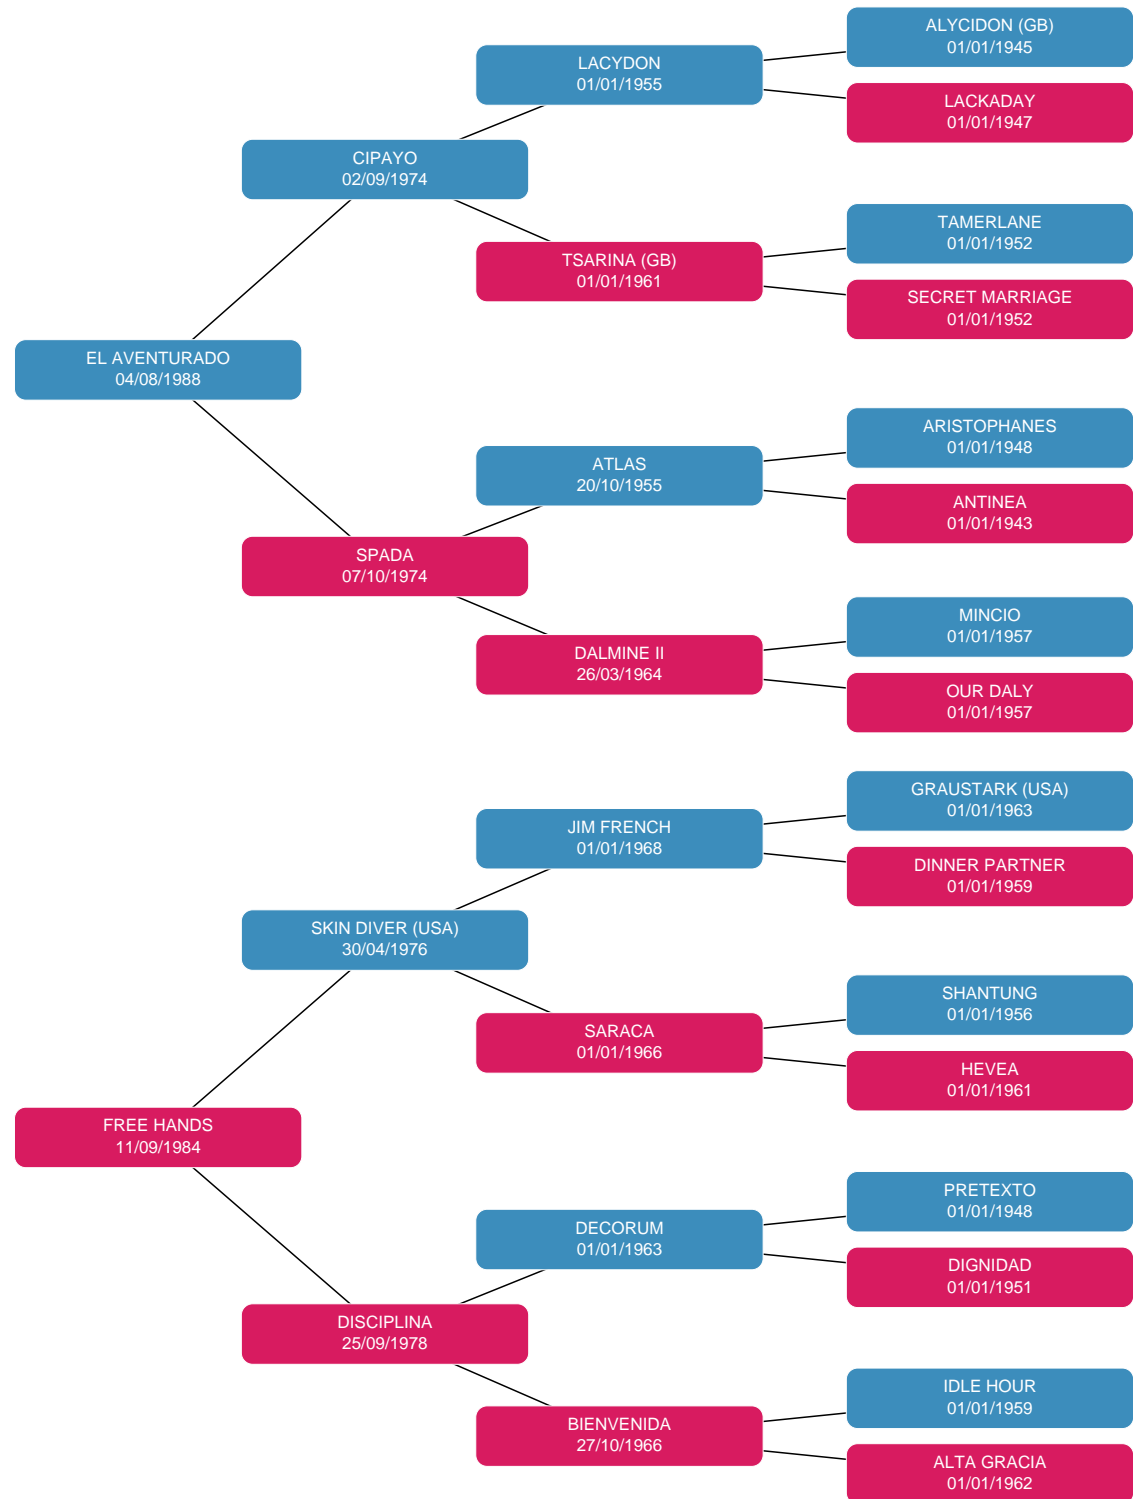 ALYCIDON (GB)
01/01/1945
LACYDON
01/01/1955
LACKADAY
01/01/1947
CIPAYO
02/09/1974
TAMERLANE
01/01/1952
TSARINA (GB)
01/01/1961
SECRET MARRIAGE
01/01/1952
EL AVENTURADO
04/08/1988
ARISTOPHANES
01/01/1948
ATLAS
20/10/1955
ANTINEA
01/01/1943
SPADA
07/10/1974
MINCIO
01/01/1957
DALMINE II
26/03/1964
OUR DALY
01/01/1957
GRAUSTARK (USA)
01/01/1963
JIM FRENCH
01/01/1968
DINNER PARTNER
01/01/1959
SKIN DIVER (USA)
30/04/1976
SHANTUNG
01/01/1956
SARACA
01/01/1966
HEVEA
01/01/1961
FREE HANDS
11/09/1984
PRETEXTO
01/01/1948
DECORUM
01/01/1963
DIGNIDAD
01/01/1951
DISCIPLINA
25/09/1978
IDLE HOUR
01/01/1959
BIENVENIDA
27/10/1966
ALTA GRACIA
01/01/1962